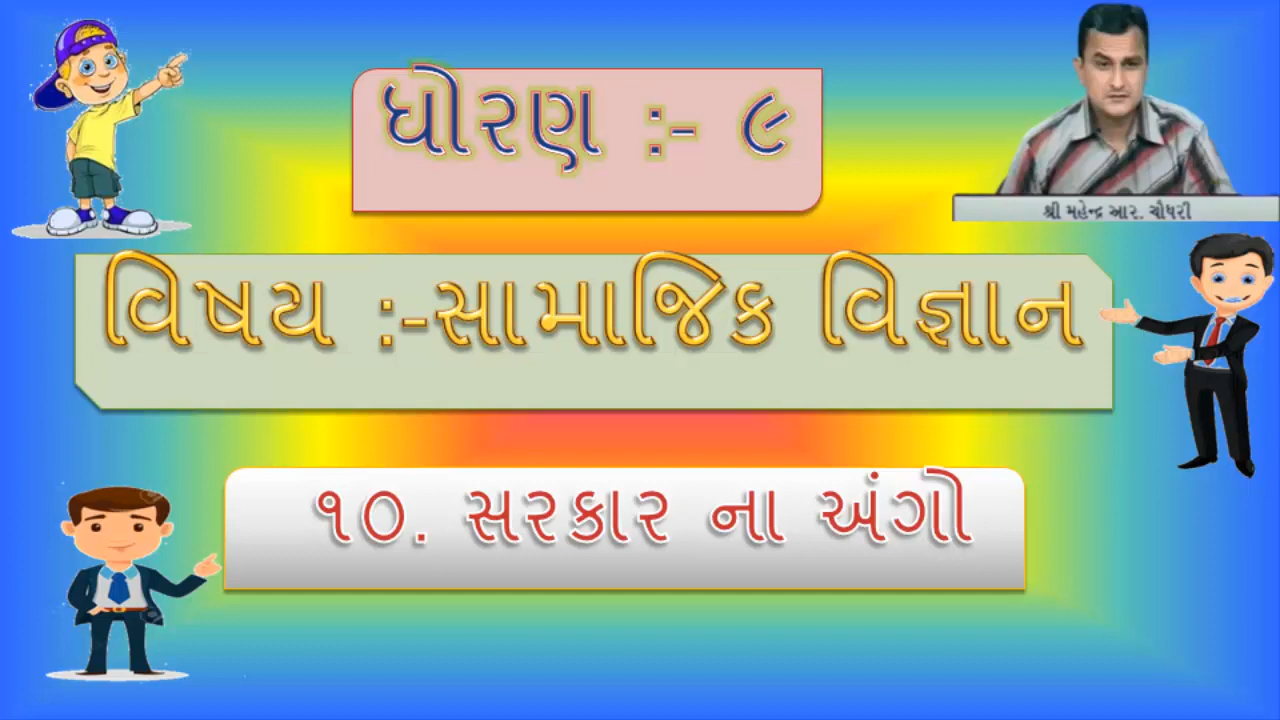 ધોરણ :- ૯
શ્રી મહેન્દ્ર આર. ચૌધરી
વિષય :-સામાજિક વિજ્ઞાન
૧૦. સરકાર ના અંગો